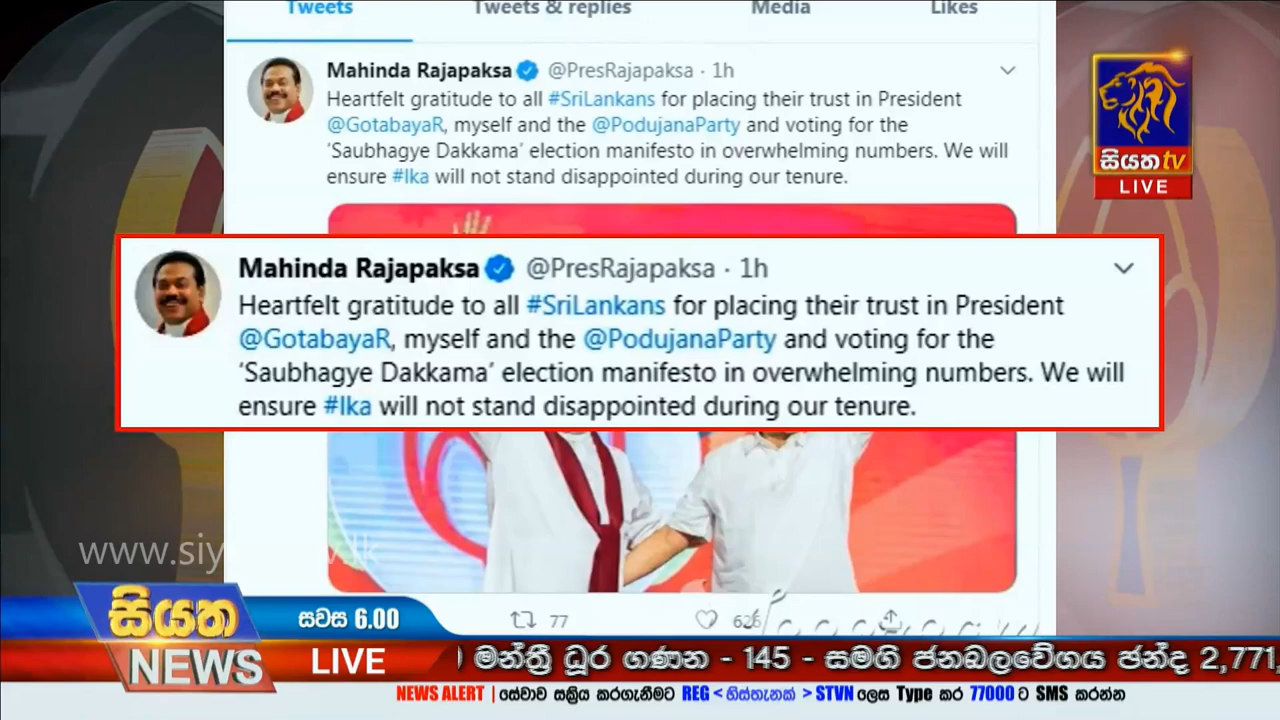 Tweets Tweets & replies Media Likes
Mahinda Rajapaksa @PresRajapaksa · 1h
Heartfelt gratitude to all #SriLankans for placing their trust in President
@GotabayaR, myself and the @PodujanaParty and voting for the
‘Saubhagye Dakkama’ election manifesto in overwhelming numbers. We will
ensure #lka will not stand disappointed during our tenure.
සියත tv
LIVE
Mahinda Rajapaksa @PresRajapaksa · 1h
Heartfelt gratitude to all #SriLankans for placing their trust in President
@GotabayaR, myself and the @PodujanaParty and voting for the
‘Saubhagye Dakkama’ election manifesto in overwhelming numbers. We will
ensure #lka will not stand disappointed during our tenure.
77
සියත
NEWS
සවස 6.00
LIVE
) මන්ත්‍රී ධූර ගණන - 145 - සමගි ජනබලවේගය ඡන්ද 2,771,
NEWS ALERT | සේවාව සක්‍රිය කරගැනීමට REG < හිස්තැනක් > STVN ලෙස Type කර 77000 ට SMS කරන්න